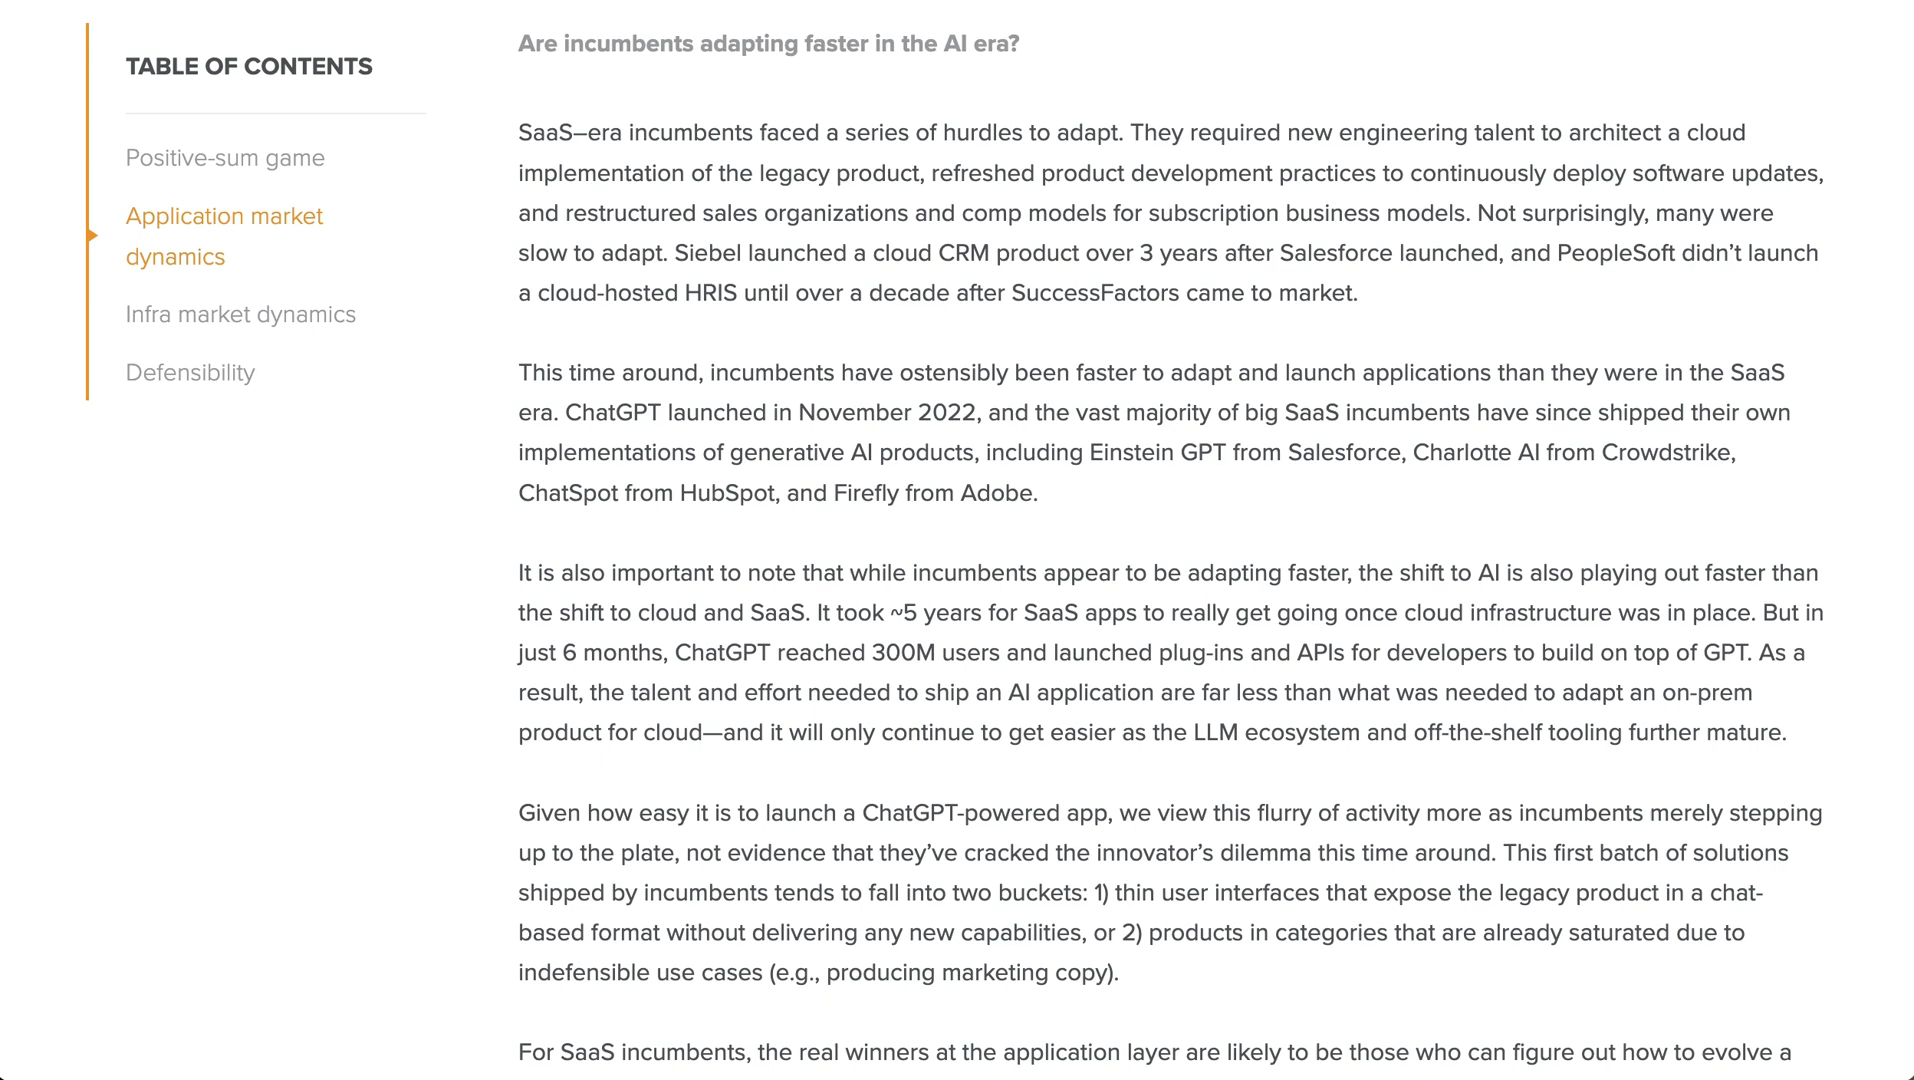 TABLE OF CONTENTS
Positive-sum game
Application market
dynamics
Infra market dynamics
Defensibility
Are incumbents adapting faster in the AI era?
SaaS–era incumbents faced a series of hurdles to adapt. They required new engineering talent to architect a cloud
implementation of the legacy product, refreshed product development practices to continuously deploy software updates,
and restructured sales organizations and comp models for subscription business models. Not surprisingly, many were
slow to adapt. Siebel launched a cloud CRM product over 3 years after Salesforce launched, and PeopleSoft didn’t launch
a cloud-hosted HRIS until over a decade after SuccessFactors came to market.
This time around, incumbents have ostensibly been faster to adapt and launch applications than they were in the SaaS
era. ChatGPT launched in November 2022, and the vast majority of big SaaS incumbents have since shipped their own
implementations of generative AI products, including Einstein GPT from Salesforce, Charlotte AI from Crowdstrike,
ChatSpot from HubSpot, and Firefly from Adobe.
It is also important to note that while incumbents appear to be adapting faster, the shift to AI is also playing out faster than
the shift to cloud and SaaS. It took ~5 years for SaaS apps to really get going once cloud infrastructure was in place. But in
just 6 months, ChatGPT reached 300M users and launched plug-ins and APIs for developers to build on top of GPT. As a
result, the talent and effort needed to ship an AI application are far less than what was needed to adapt an on-prem
product for cloud—and it will only continue to get easier as the LLM ecosystem and off-the-shelf tooling further mature.
Given how easy it is to launch a ChatGPT-powered app, we view this flurry of activity more as incumbents merely stepping
up to the plate, not evidence that they’ve cracked the innovator’s dilemma this time around. This first batch of solutions
shipped by incumbents tends to fall into two buckets: 1) thin user interfaces that expose the legacy product in a chat-
based format without delivering any new capabilities, or 2) products in categories that are already saturated due to
indefensible use cases (e.g., producing marketing copy).
For SaaS incumbents, the real winners at the application layer are likely to be those who can figure out how to evolve a